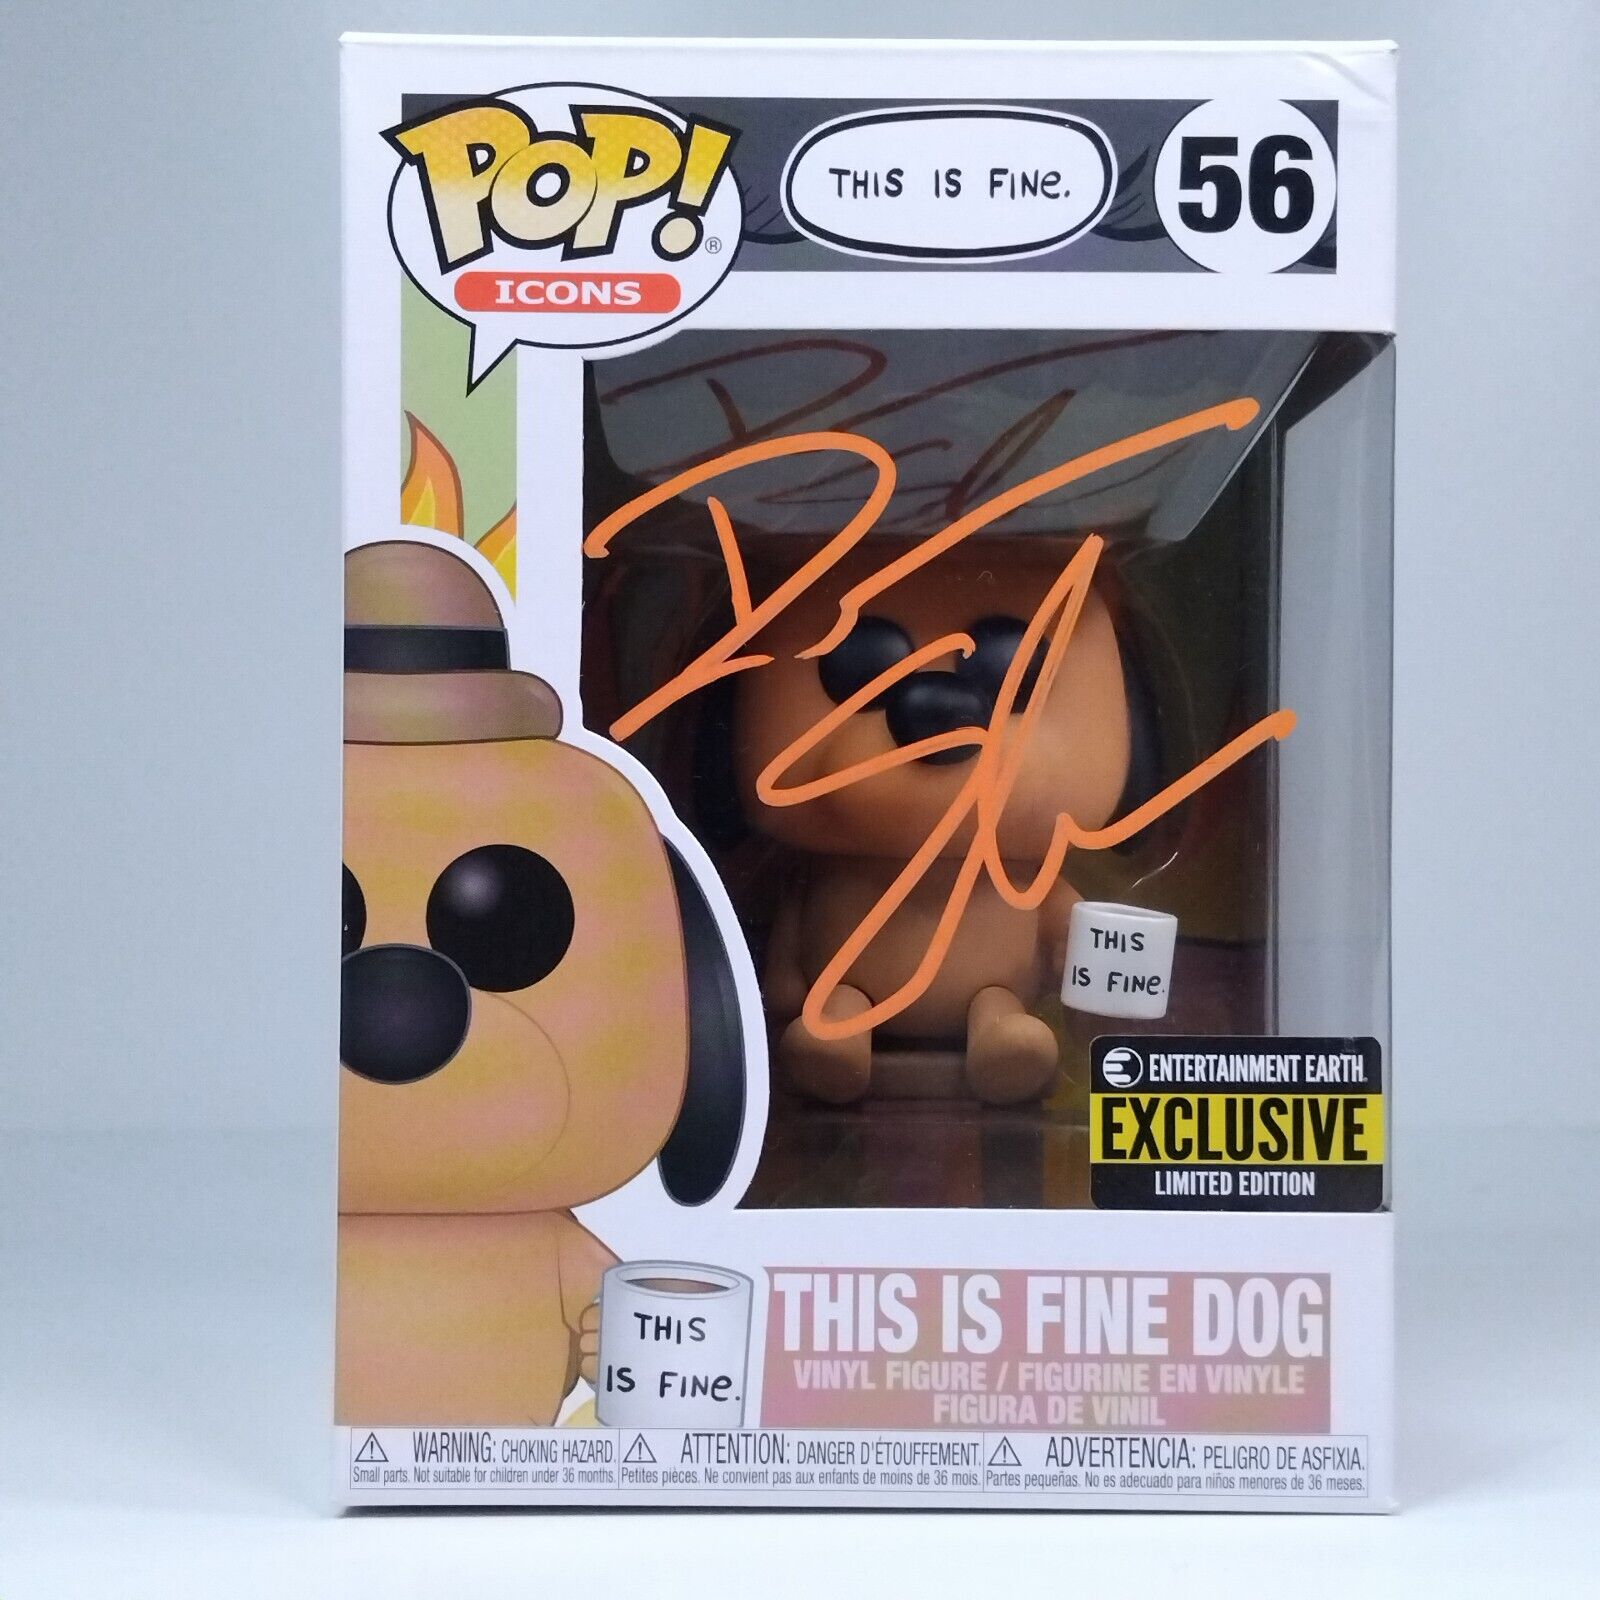 POP! ®
ICONS
THIS IS FINE.
56
THIS
IS FINE.
ENTERTAINMENT EARTH
EXCLUSIVE
LIMITED EDITION
THIS
IS FINE.
THIS IS FINE DOG
VINYL FIGURE / FIGURINE EN VINYLE
FIGURA DE VINIL
WARNING: CHOKING HAZARD.
Small parts. Not suitable for children under 36 months.
ATTENTION: DANGER D'ÉTOUFFEMENT.
Petites pièces. Ne convient pas aux enfants de moins de 36 mois.
ADVERTENCIA: PELIGRO DE ASFIXIA.
Partes pequeñas. No es adecuado para niños menores de 36 meses.